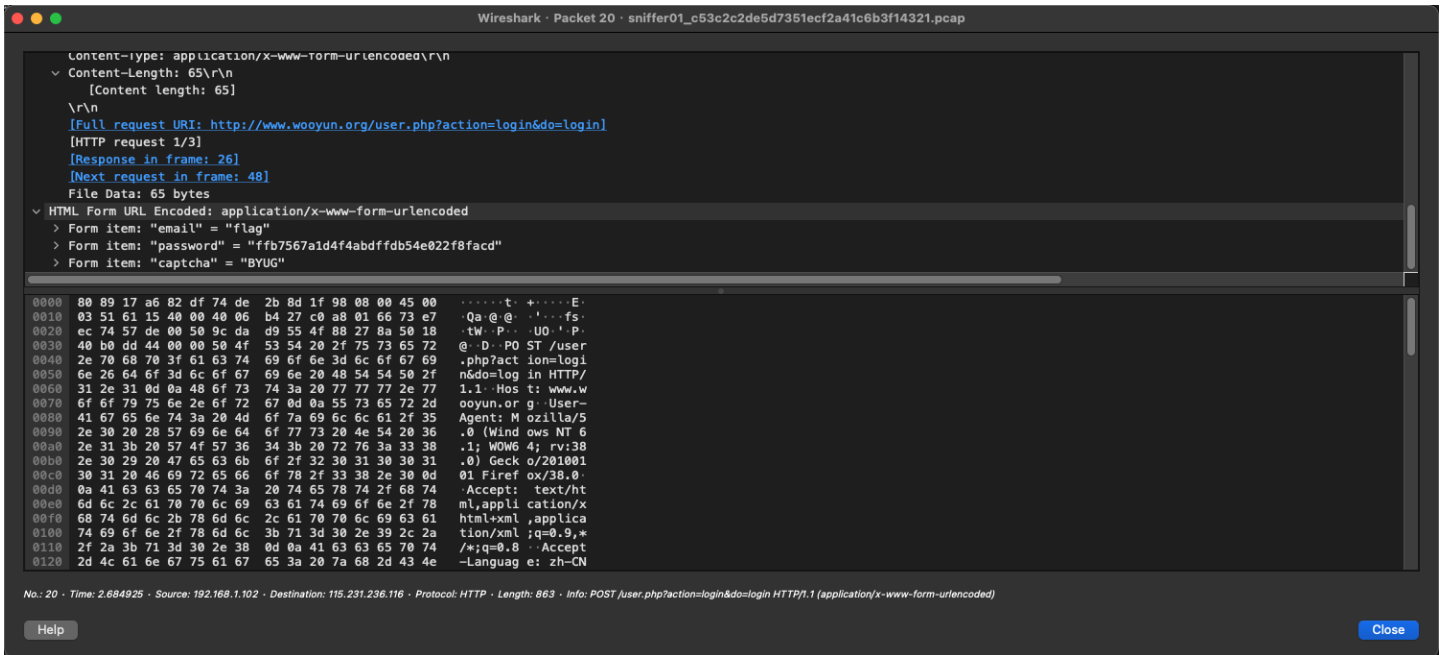 Wireshark · Packet 20 · sniffer01_c53c2c2de5d7351ecf2a41c6b3f14321.pcap
Content-Type: application/x-www-form-urlencoded\r\n
Content-Length: 65\r\n
[Content length: 65]
\r\n
[Full request URI: http://www.wooyun.org/user.php?action=login&do=login]
[HTTP request 1/3]
[Response in frame: 26]
[Next request in frame: 48]
File Data: 65 bytes
HTML Form URL Encoded: application/x-www-form-urlencoded
Form item: "email" = "flag"
Form item: "password" = "ffb7567a1d4f4abdffdb54e022f8facd"
Form item: "captcha" = "BYUG"
0000 80 89 17 a6 82 df 74 de 2b 8d 1f 98 08 00 45 00 ······t· +·····E·
0010 03 51 61 15 40 00 40 06 b4 27 c0 a8 01 66 73 e7 ·Qa·@·@· ·'···fs·
0020 ec 74 57 de 00 50 9c da d9 55 4f 88 27 8a 50 18 ·tW··P·· ·UO·'·P·
0030 40 b0 dd 44 00 00 50 4f 53 54 20 2f 75 73 65 72 @··D··PO ST /user
0040 2e 70 68 70 3f 61 63 74 69 6f 6e 3d 6c 6f 67 69 .php?act ion=logi
0050 6e 26 64 6f 3d 6c 6f 67 69 6e 20 48 54 54 50 2f n&do=log in HTTP/
0060 31 2e 31 0d 0a 48 6f 73 74 3a 20 77 77 77 2e 77 1.1··Hos t: www.w
0070 6f 6f 79 75 6e 2e 6f 72 67 0d 0a 55 73 65 72 2d ooyun.or g··User-
0080 41 67 65 6e 74 3a 20 4d 6f 7a 69 6c 6c 61 2f 35 Agent: M ozilla/5
0090 2e 30 20 28 57 69 6e 64 6f 77 73 20 4e 54 20 36 .0 (Wind ows NT 6
00a0 2e 31 3b 20 57 4f 57 36 34 3b 20 72 76 3a 33 38 .1; WOW6 4; rv:38
00b0 2e 30 29 20 47 65 63 6b 6f 2f 32 30 31 30 30 31 .0) Geck o/201001
00c0 30 31 20 46 69 72 65 66 6f 78 2f 33 38 2e 30 0d 01 Firef ox/38.0·
00d0 0a 41 63 63 65 70 74 3a 20 74 65 78 74 2f 68 74 ·Accept: text/ht
00e0 6d 6c 2c 61 70 70 6c 69 63 61 74 69 6f 6e 2f 78 ml,appli cation/x
00f0 68 74 6d 6c 2b 78 6d 6c 2c 61 70 70 6c 69 63 61 html+xml ,applica
0100 74 69 6f 6e 2f 78 6d 6c 3b 71 3d 30 2e 39 2c 2a tion/xml ;q=0.9,*
0110 2f 2a 3b 71 3d 30 2e 38 0d 0a 41 63 63 65 70 74 /*;q=0.8 ··Accept
0120 2d 4c 61 6e 67 75 61 67 65 3a 20 7a 68 2d 43 4e -Languag e: zh-CN
No.: 20 · Time: 2.684925 · Source: 192.168.1.102 · Destination: 115.231.236.116 · Protocol: HTTP · Length: 863 · Info: POST /user.php?action=login&do=login HTTP/1.1 (application/x-www-form-urlencoded)
Help
Close